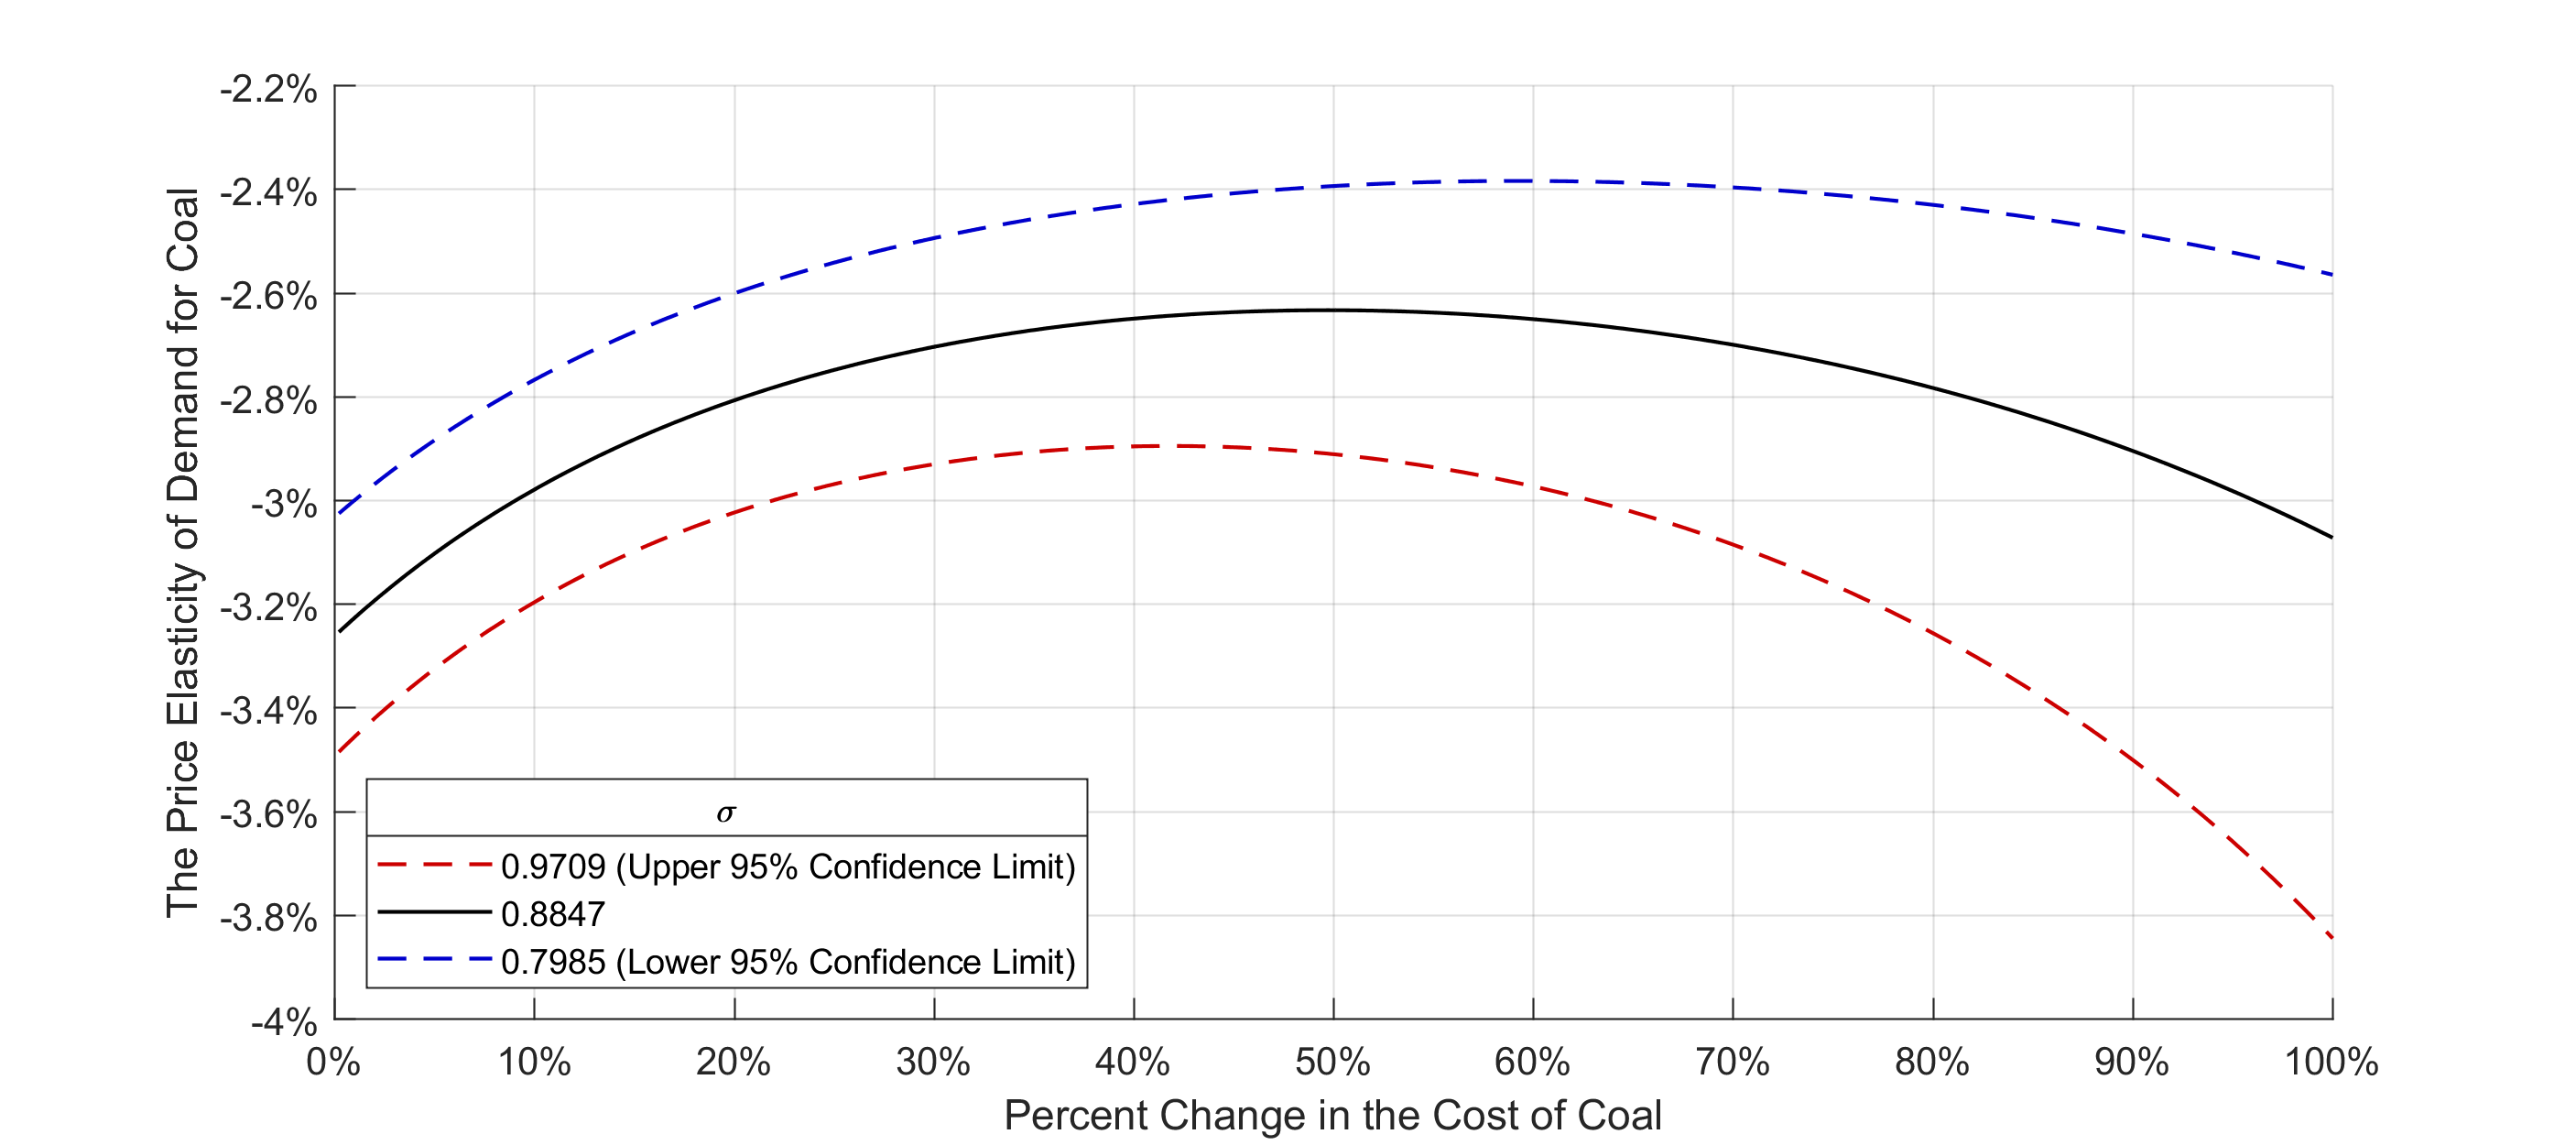 -2.2%
-2.4%
-2.6%
-2.8%
-3%
-3.2%
-3.4%
-3.6%
-3.8%
-4%
The Price Elasticity of Demand for Coal
σ
0.9709 (Upper 95% Confidence Limit)
0.8847
0.7985 (Lower 95% Confidence Limit)
0% 10% 20% 30% 40% 50% 60% 70% 80% 90% 100%
Percent Change in the Cost of Coal